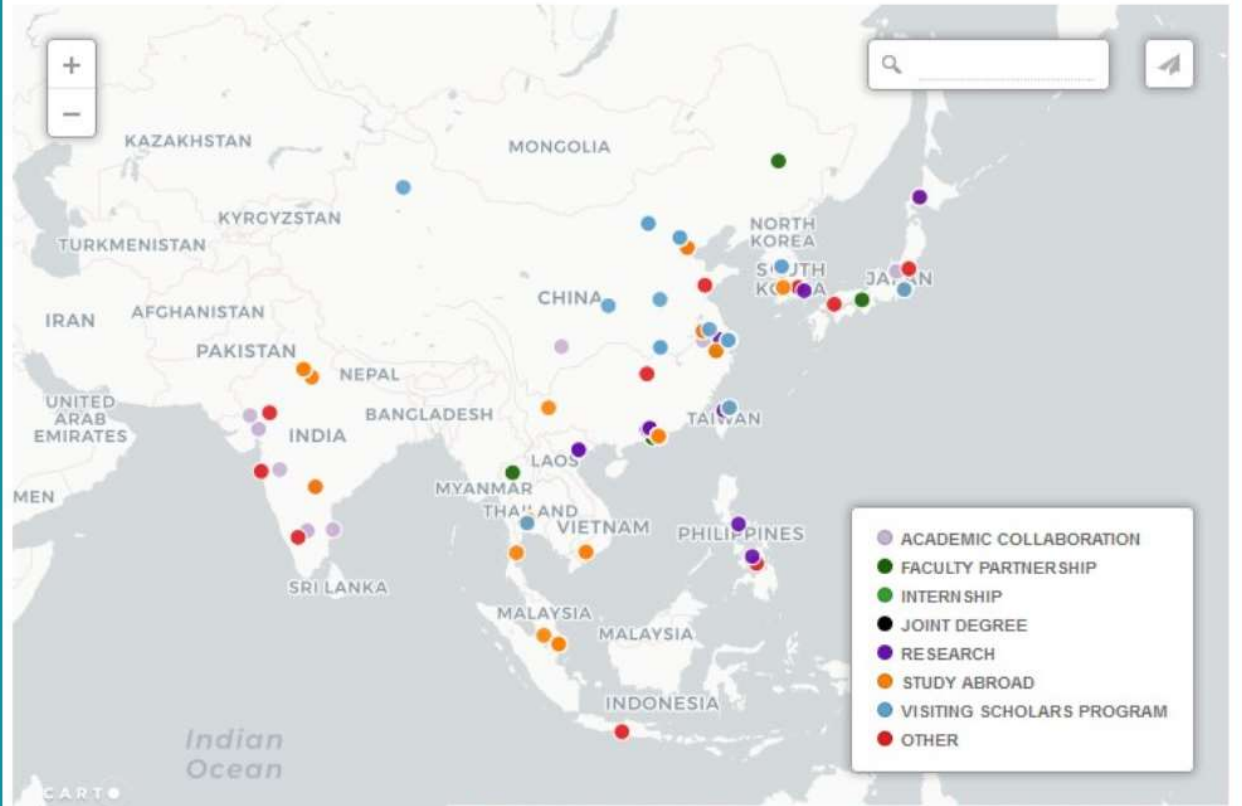 +
−
KAZAKHSTAN
MONGOLIA
KYRGYZSTAN
NORTH
KOREA
TURKMENISTAN
SOUTH
KOREA
JAPAN
CHINA
AFGHANISTAN
IRAN
PAKISTAN
NEPAL
UNITED
ARAB
EMIRATES
BANGLADESH
INDIA
TAIWAN
LAOS
MYANMAR
MEN
THAILAND
VIETNAM
PHILIPPINES
SRI LANKA
MALAYSIA
MALAYSIA
INDONESIA
Indian
Ocean
CARTO
ACADEMIC COLLABORATION
FACULTY PARTNERSHIP
INTERNSHIP
JOINT DEGREE
RESEARCH
STUDY ABROAD
VISITING SCHOLARS PROGRAM
OTHER